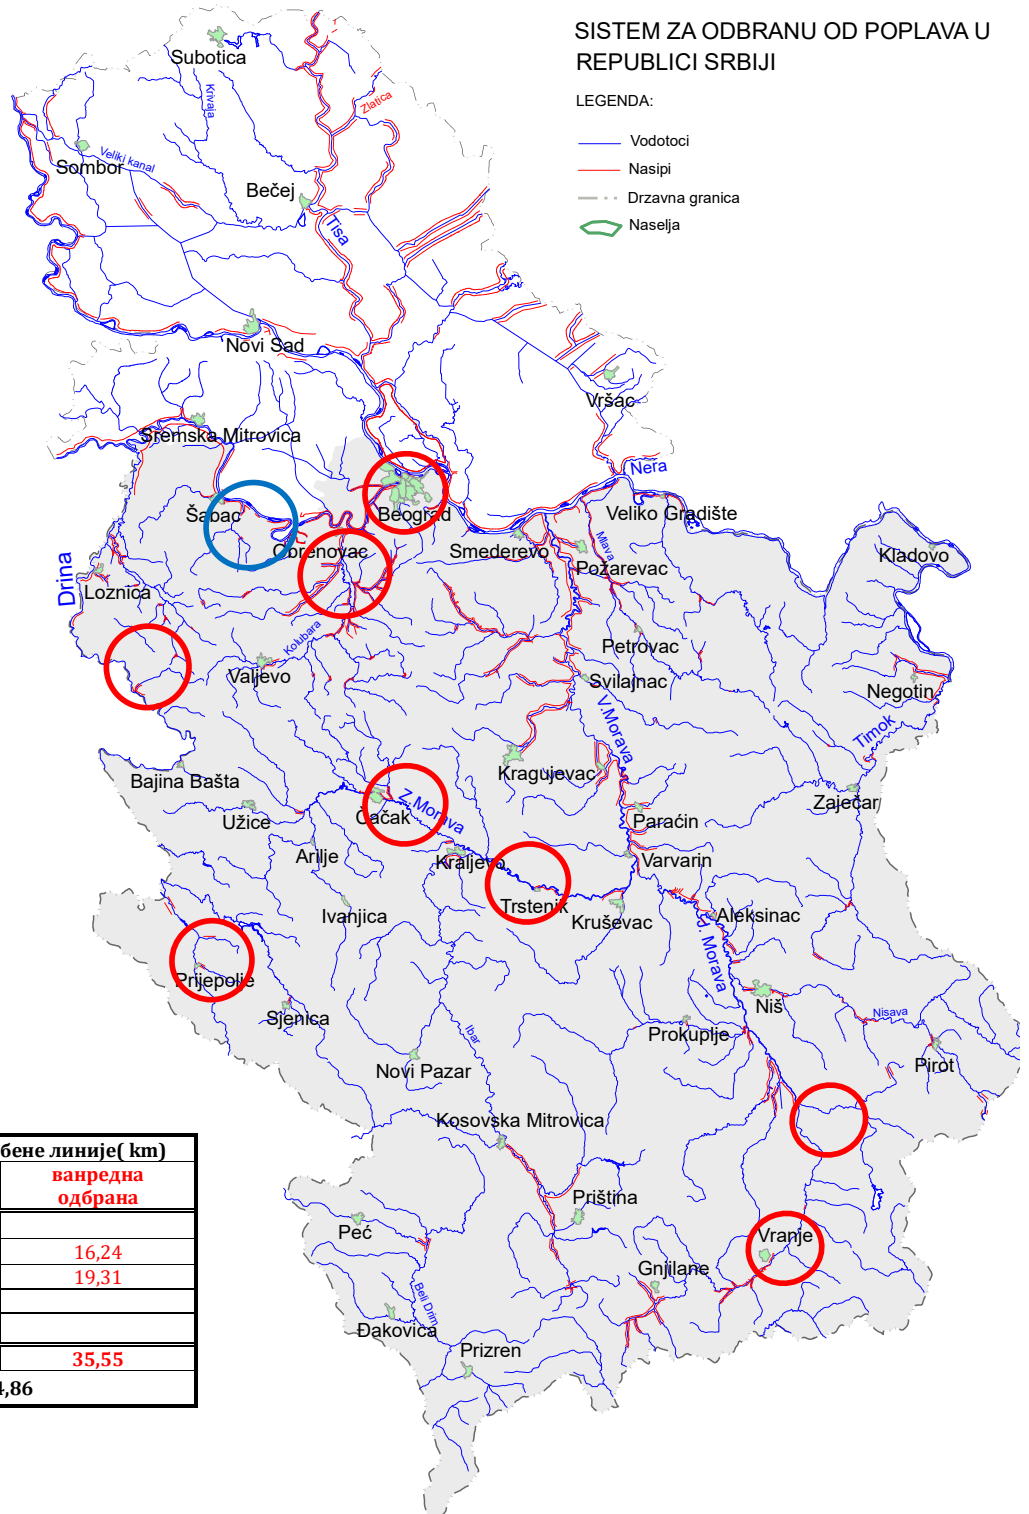 SISTEM ZA ODBRANU OD POPLAVA U
REPUBLICI SRBIJI
LEGENDA:
Vodotoci
Nasipi
Drzavna granica
Naselja
Subotica
Krivaja
Zlatica
Sombor
Veliki kanal
Bečej
Tisa
Novi Sad
Vršac
Sremska Mitrovica
Nera
Šabac
Beograd
Veliko Gradište
Obrenovac
Smederevo
Mlava
Kladovo
Drina
Požarevac
Loznica
Kolubara
Petrovac
Valjevo
Svilajnac
Negotin
V.Morava
Timok
Bajina Bašta
Kragujevac
Zaječar
Užice
Čačak
Z.Morava
Paraćin
Arilje
Kraljevo
Varvarin
Ivanjica
Trstenik
Kruševac
Aleksinac
J. Morava
Prijepolje
Niš
Sjenica
Nisava
Ibar
Prokuplje
Pirot
Novi Pazar
Kosovska Mitrovica
Priština
Peć
Vranje
Gnjilane
Beli Drim
Đakovica
Prizren
бене линије( km)
ванредна
одбрана
16,24
19,31
35,55
4,86